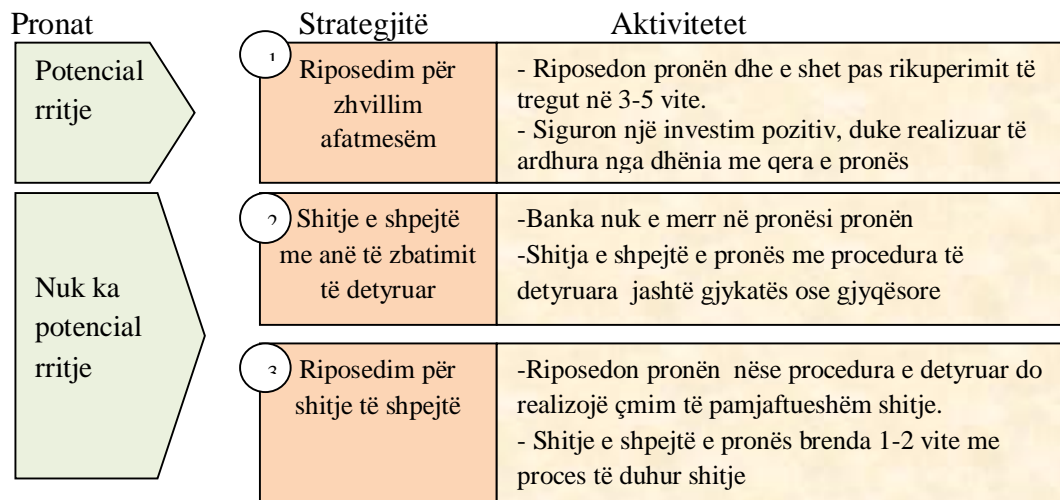 Pronat
Strategjitë
Aktivitetet
Potencial
rritje
1
Riposedim për
zhvillim
afatmesëm
- Riposedon pronën dhe e shet pas rikuperimit të
tregut në 3-5 vite.
- Siguron një investim pozitiv, duke realizuar të
ardhura nga dhënia me qera e pronës
Nuk ka
potencial
rritje
2
Shitje e shpejtë
me anë të zbatimit
të detyruar
-Banka nuk e merr në pronësi pronën
-Shitja e shpejtë e pronës me procedura të
detyruara jashtë gjykatës ose gjyqësore
3
Riposedim për
shitje të shpejtë
-Riposedon pronën nëse procedura e detyruar do
realizojë çmim të pamjaftueshëm shitje.
- Shitje e shpejtë e pronës brenda 1-2 vite me
proces të duhur shitje